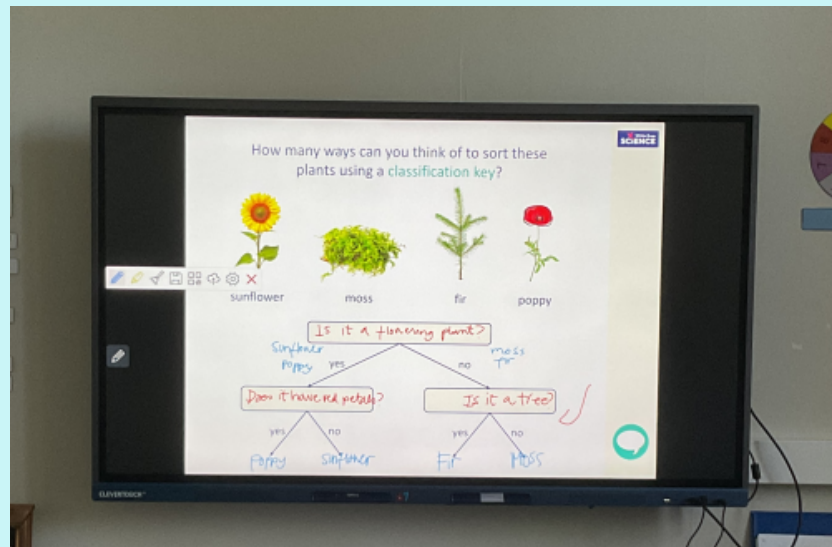 SCIENCE
How many ways can you think of to sort these
plants using a classification key?
sunflower moss fir poppy
Is it a flowering plant?
Sunflower
poppy
yes
no
moss
fir
Does it have red petals?
Is it a tree?
yes no yes no
Poppy Sunflower Fir Moss
CLEVERTOUCH